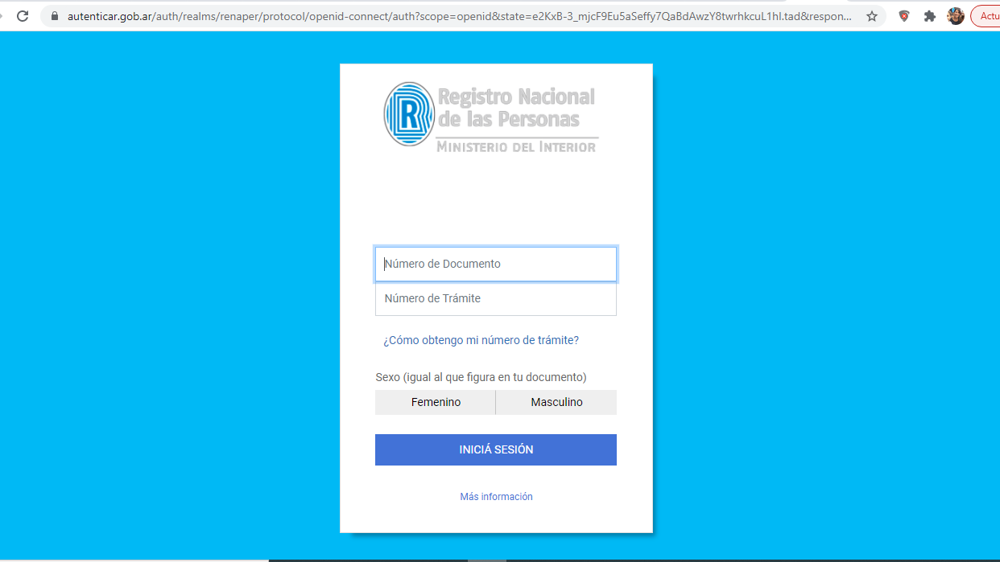 autenticar.gob.ar/auth/realms/renaper/protocol/openid-connect/auth?scope=openid&state=e2KxB-3_mjcF9Eu5aSeffy7QaBdAwzY8twrhkcuL1hI.tad&respon...
Actu
R
Registro Nacional
de las Personas
MINISTERIO DEL INTERIOR
Número de Documento
Número de Trámite
¿Cómo obtengo mi número de trámite?
Sexo (igual al que figura en tu documento)
Femenino Masculino
INICIÁ SESIÓN
Más información